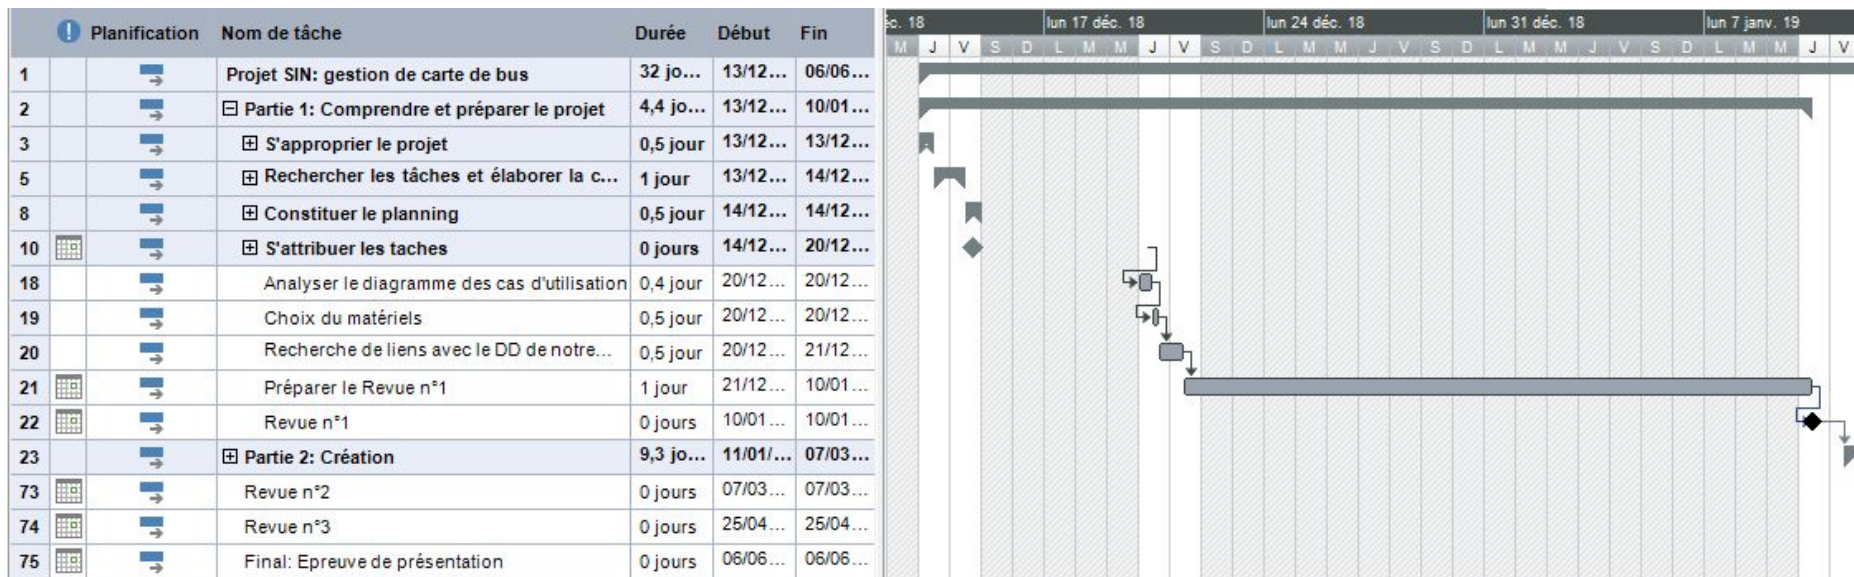 Planification Nom de tâche Durée Début Fin
éc. 18 lun 17 déc. 18 lun 24 déc. 18 lun 31 déc. 18 lun 7 janv. 19
M J V S D L M M J V S D L M M J V S D L M M J V S D L M M J V
1 Projet SIN: gestion de carte de bus 32 jo... 13/12... 06/06...
2 Partie 1: Comprendre et préparer le projet 4,4 jo... 13/12... 10/01...
3 S'approprier le projet 0,5 jour 13/12... 13/12...
5 Rechercher les tâches et élaborer la c... 1 jour 13/12... 14/12...
8 Constituer le planning 0,5 jour 14/12... 14/12...
10 S'attribuer les taches 0 jours 14/12... 20/12...
18 Analyser le diagramme des cas d'utilisation 0,4 jour 20/12... 20/12...
19 Choix du matériels 0,5 jour 20/12... 20/12...
20 Recherche de liens avec le DD de notre... 0,5 jour 20/12... 21/12...
21 Préparer le Revue n°1 1 jour 21/12... 10/01...
22 Revue n°1 0 jours 10/01... 10/01...
23 Partie 2: Création 9,3 jo... 11/01/... 07/03...
73 Revue n°2 0 jours 07/03... 07/03...
74 Revue n°3 0 jours 25/04... 25/04...
75 Final: Epreuve de présentation 0 jours 06/06... 06/06...